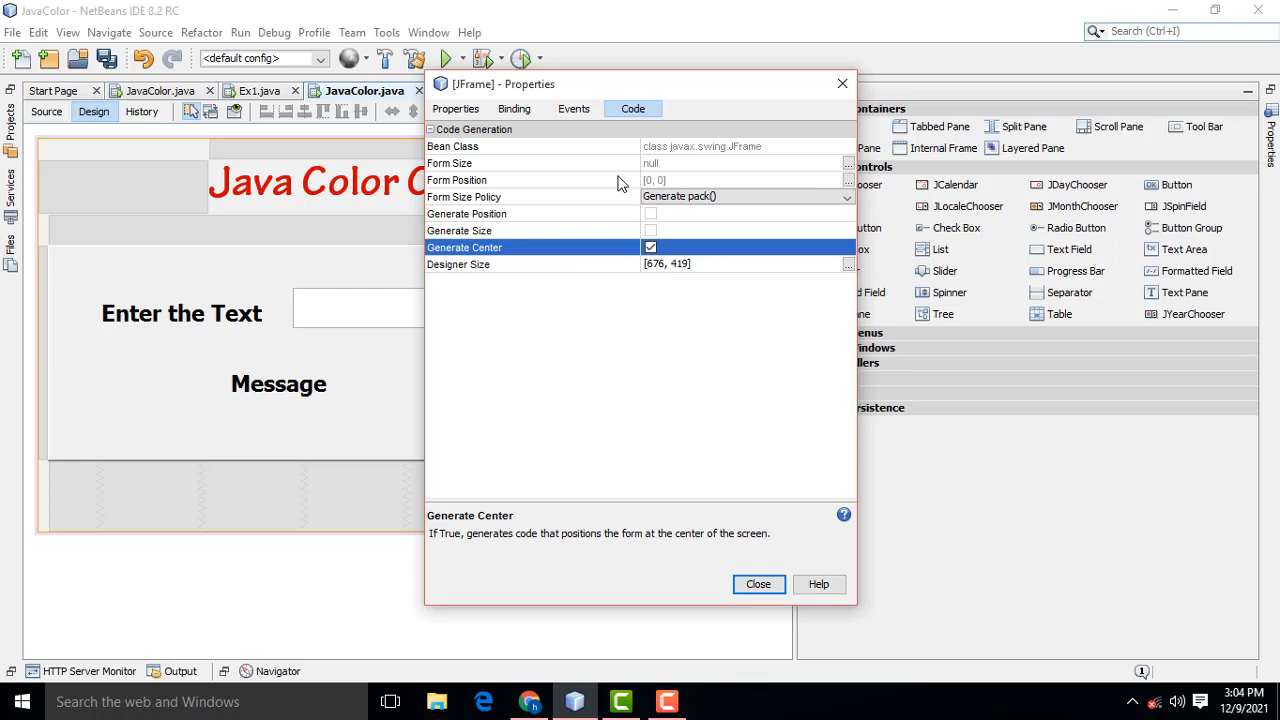 JavaColor - NetBeans IDE 8.2 RC
File Edit View Navigate Source Refactor Run Debug Profile Team Tools Window Help
Search (Ctrl+I)
<default config>
[JFrame] - Properties
Start Page JavaColor.java Ex1.java JavaColor.java
Source Design History
Properties Binding Events Code
Code Generation
Bean Class class javax.swing.JFrame
Form Size null ...
Form Position [0, 0] ...
Form Size Policy Generate pack()
Generate Position
Generate Size
Generate Center
Designer Size [676, 419] ...
Java Color C
Enter the Text
Message
Generate Center
If True, generates code that positions the form at the center of the screen.
Close Help
ontainers
Tabbed Pane Split Pane Scroll Pane Tool Bar
Pane Internal Frame Layered Pane
ontrols
ooser JCalendar JDayChooser Button
JLocaleChooser JMonthChooser JSpinField
utton Check Box Radio Button Button Group
ox List Text Field Text Area
Slider Progress Bar Formatted Field
d Field Spinner Separator Text Pane
Tree Table JYearChooser
enus
indows
llers
rsistence
Projects
Services
Files
Properties
HTTP Server Monitor Output Navigator
1
Search the web and Windows
3:04 PM
12/9/2021